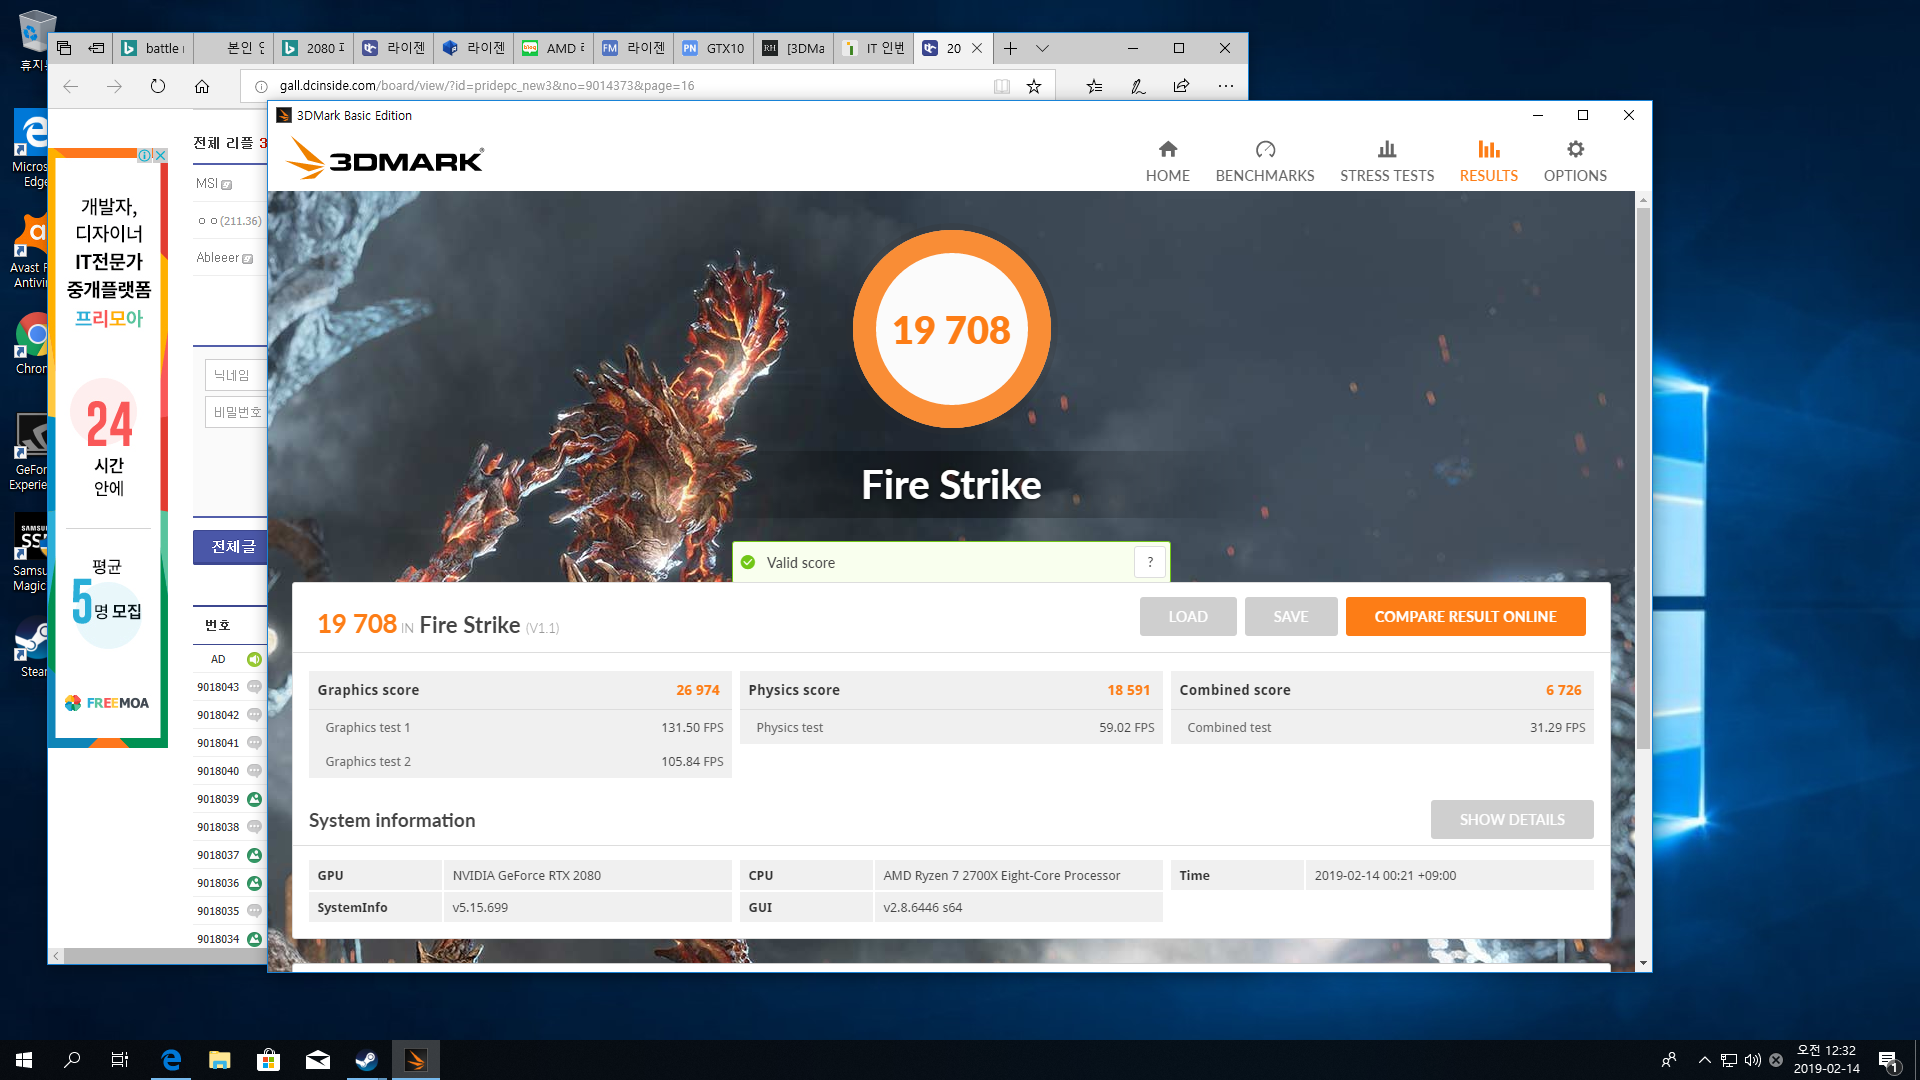 휴지
battle
본인 인
2080
라이젠
라이젠
AMD
라이젠
GTX10
[3DMa
IT 인벤
20
gall.dcinside.com/board/view/?id=pridepc_new3&no=9014373&page=16
Micros
Edge
Avast F
Antivi
Chron
GeFor
Experie
SAMSU
SS
Samsu
Magic
Stear
개발자,
디자이너
IT전문가
중개플랫폼
프리모아
24
시간
안에
평균
5명 모집
FREEMOA
전체 리플 3
MSI
ㅇㅇ(211.36)
Ableeer
닉네임
비밀번호
전체글
번호
AD
9018043
9018042
9018041
9018040
9018039
9018038
9018037
9018036
9018035
9018034
3DMark Basic Edition
3DMARK®
HOME
BENCHMARKS
STRESS TESTS
RESULTS
OPTIONS
19 708
Fire Strike
Valid score
?
19 708 IN Fire Strike (V1.1)
LOAD
SAVE
COMPARE RESULT ONLINE
Graphics score 26 974
Graphics test 1 131.50 FPS
Graphics test 2 105.84 FPS
Physics score 18 591
Physics test 59.02 FPS
Combined score 6 726
Combined test 31.29 FPS
System information
SHOW DETAILS
GPU NVIDIA GeForce RTX 2080
CPU AMD Ryzen 7 2700X Eight-Core Processor
Time 2019-02-14 00:21 +09:00
SystemInfo v5.15.699
GUI v2.8.6446 s64
오전 12:32
2019-02-14
1